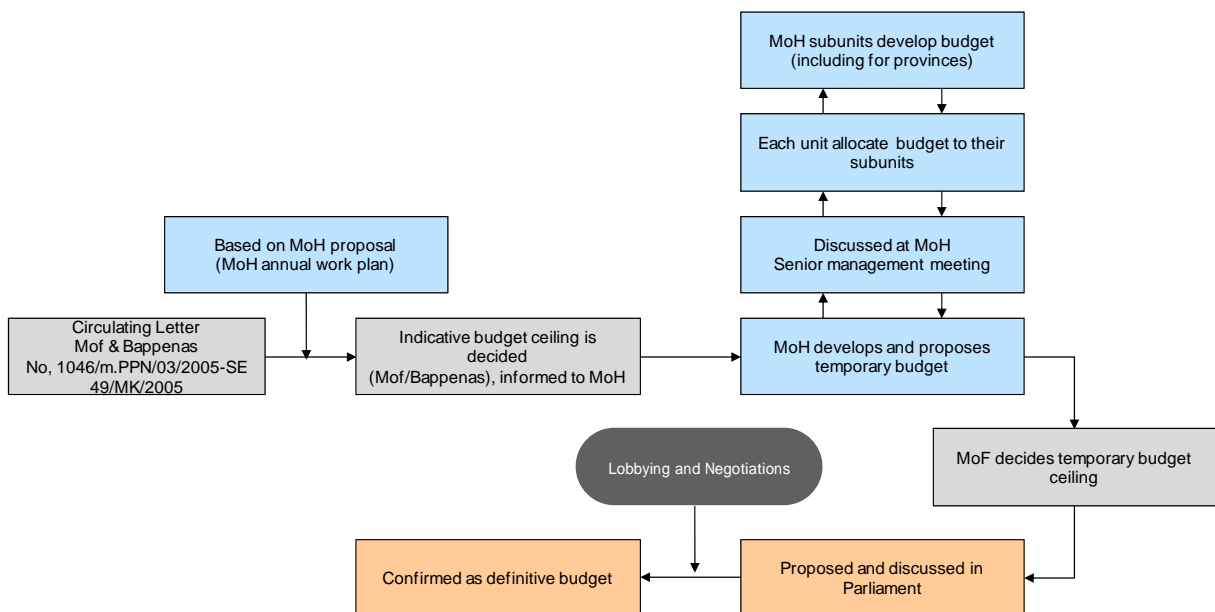 MoH subunits develop budget
(including for provinces)
Each unit allocate budget to their
subunits
Based on MoH proposal
(MoH annual work plan)
Discussed at MoH
Senior management meeting
Circulating Letter
Mof & Bappenas
No, 1046/m.PPN/03/2005-SE
49/MK/2005
Indicative budget ceiling is
decided
(Mof/Bappenas), informed to MoH
MoH develops and proposes
temporary budget
Lobbying and Negotiations
MoF decides temporary budget
ceiling
Confirmed as definitive budget
Proposed and discussed in
Parliament